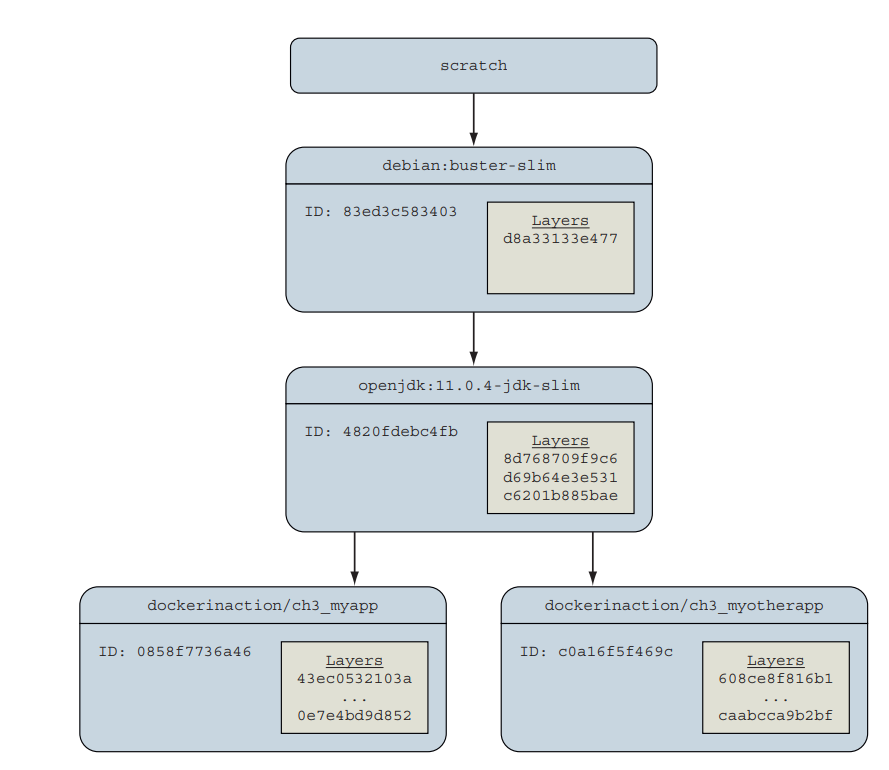 scratch
debian:buster-slim
ID: 83ed3c583403
Layers
d8a33133e477
openjdk:11.0.4-jdk-slim
ID: 4820fdebc4fb
Layers
8d768709f9c6
d69b64e3e531
c6201b885bae
dockerinaction/ch3_myapp
ID: 0858f7736a46
Layers
43ec0532103a
...
0e7e4bd9d852
dockerinaction/ch3_myotherapp
ID: c0a16f5f469c
Layers
608ce8f816b1
...
caabcca9b2bf